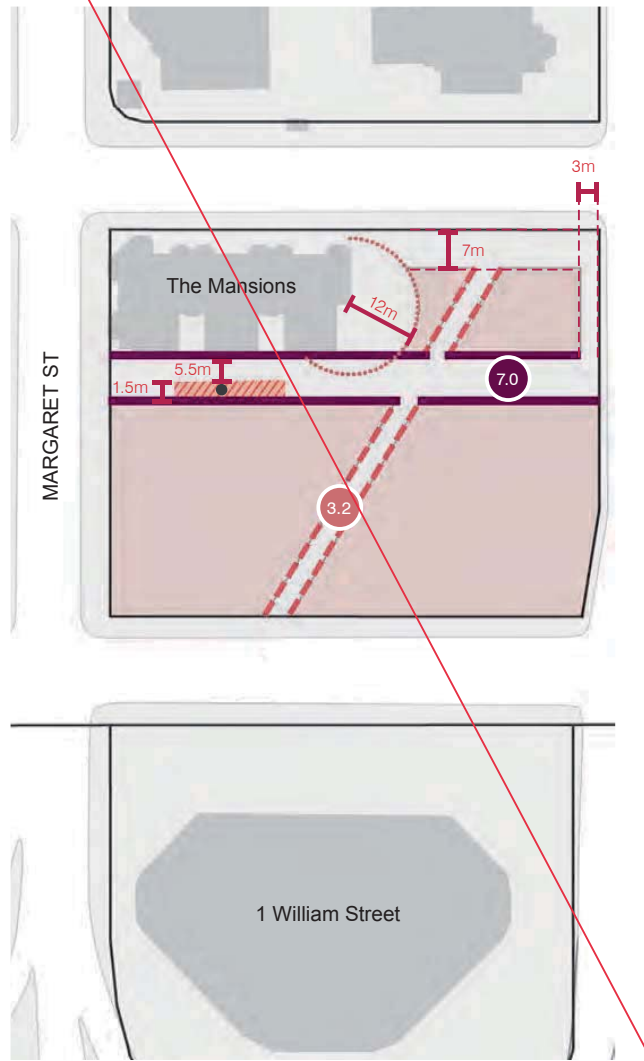 3m
7m
The Mansions
12m
5.5m
7.0
1.5m
MARGARET ST
3.2
1 William Street